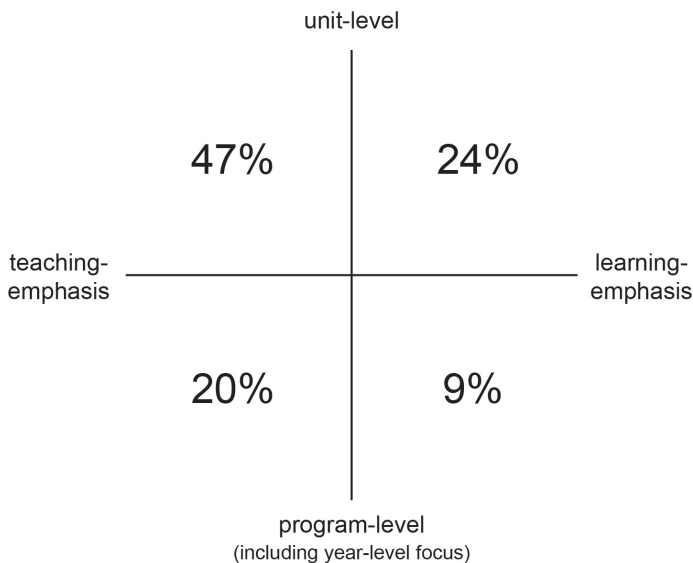 unit-level
47%
24%
teaching-
emphasis
learning-
emphasis
20%
9%
program-level
(including year-level focus)